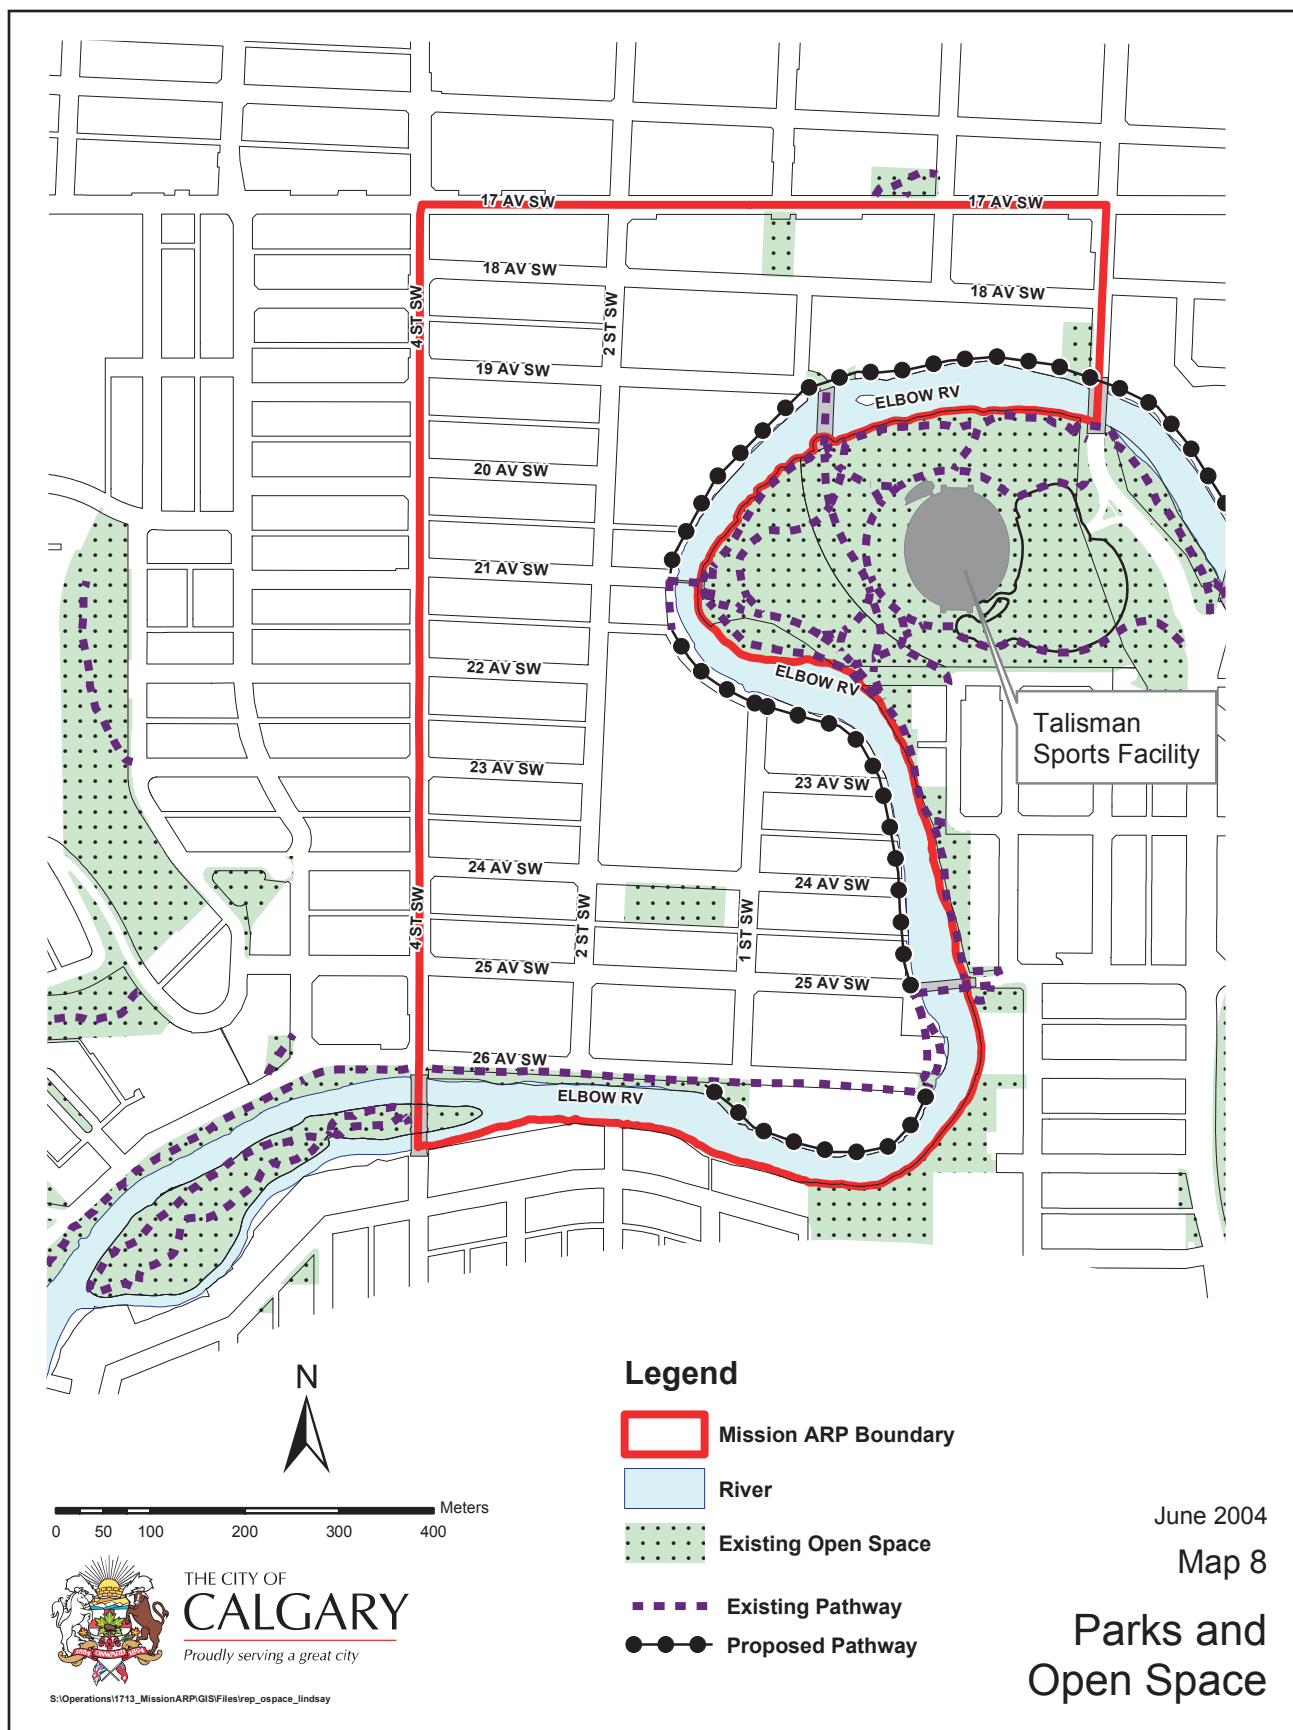 17 AV SW
17 AV SW
18 AV SW
18 AV SW
4 ST SW
2 ST SW
19 AV SW
ELBOW RV
20 AV SW
21 AV SW
22 AV SW
ELBOW RV
Talisman
Sports Facility
23 AV SW
23 AV SW
24 AV SW
24 AV SW
4 ST SW
2 ST SW
1 ST SW
25 AV SW
25 AV SW
26 AV SW
ELBOW RV
N
Meters
0 50 100 200 300 400
Legend
Mission ARP Boundary
River
Existing Open Space
Existing Pathway
Proposed Pathway
June 2004
Map 8
Parks and
Open Space
THE CITY OF
CALGARY
Proudly serving a great city
1884 ONWARD 1894
S:\Operations\1713_MissionARP\GIS\Files\rep_ospace_lindsay